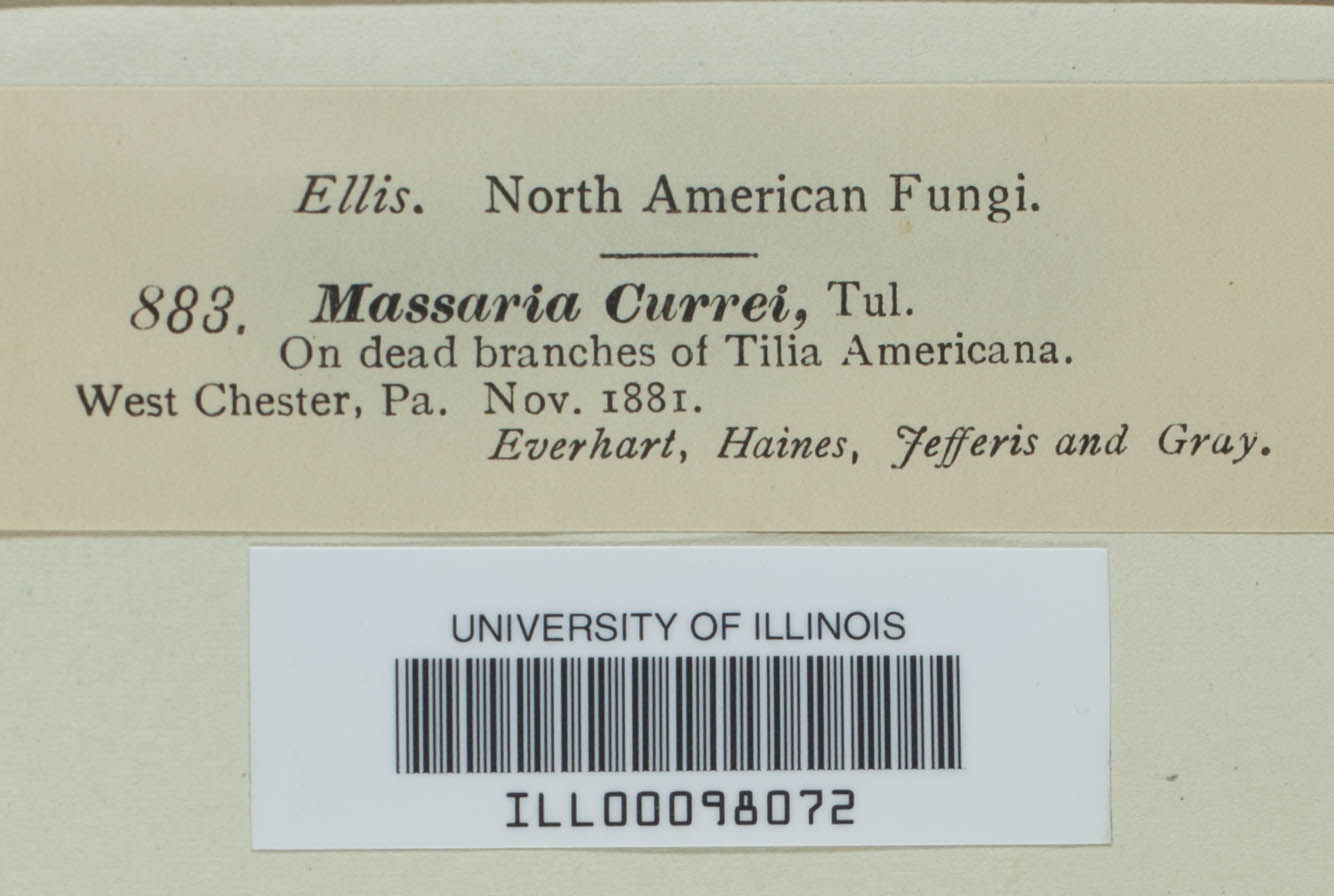 Ellis. North American Fungi.
883. Massaria Currei, Tul.
On dead branches of Tilia Americana.
West Chester, Pa. Nov. 1881.
Everhart, Haines, Jefferis and Gray.
UNIVERSITY OF ILLINOIS
ILL00098072